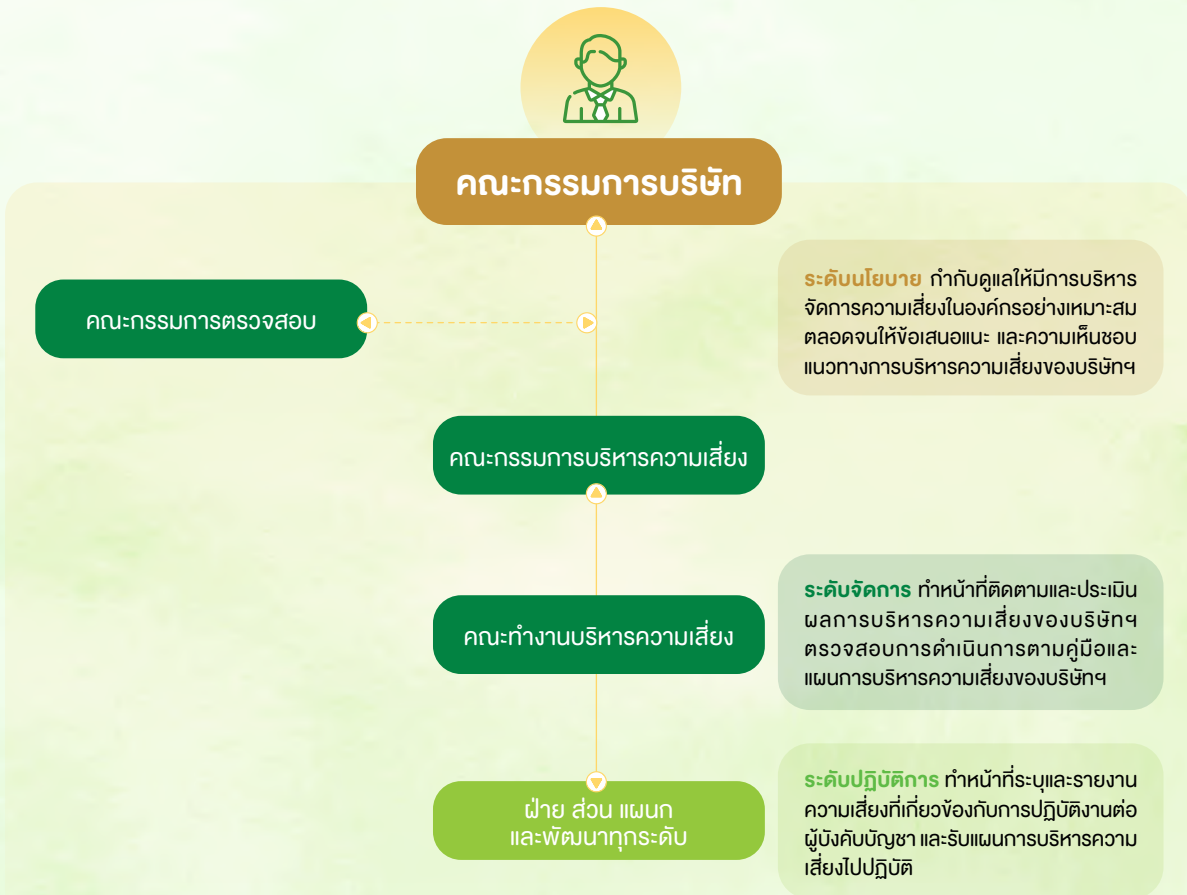 คณะกรรมการบริษัท
คณะกรรมการตรวจสอบ
ระดับนโยบาย กำกับดูแลให้มีการบริหาร
จัดการความเสี่ยงในองค์กรอย่างเหมาะสม
ตลอดจนให้ข้อเสนอแนะ และความเห็นชอบ
แนวทางการบริหารความเสี่ยงของบริษัทฯ
คณะกรรมการบริหารความเสี่ยง
คณะทำงานบริหารความเสี่ยง
ระดับจัดการ ทำหน้าที่ติดตามและประเมิน
ผลการบริหารความเสี่ยงของบริษัทฯ
ตรวจสอบการดำเนินการตามคู่มือและ
แผนการบริหารความเสี่ยงของบริษัทฯ
ฝ่าย ส่วน แผนก
และพัฒนาทุกระดับ
ระดับปฏิบัติการ ทำหน้าที่ระบุและรายงาน
ความเสี่ยงที่เกี่ยวข้องกับการปฏิบัติงานต่อ
ผู้บังคับบัญชา และรับแผนการบริหารความ
เสี่ยงไปปฏิบัติ